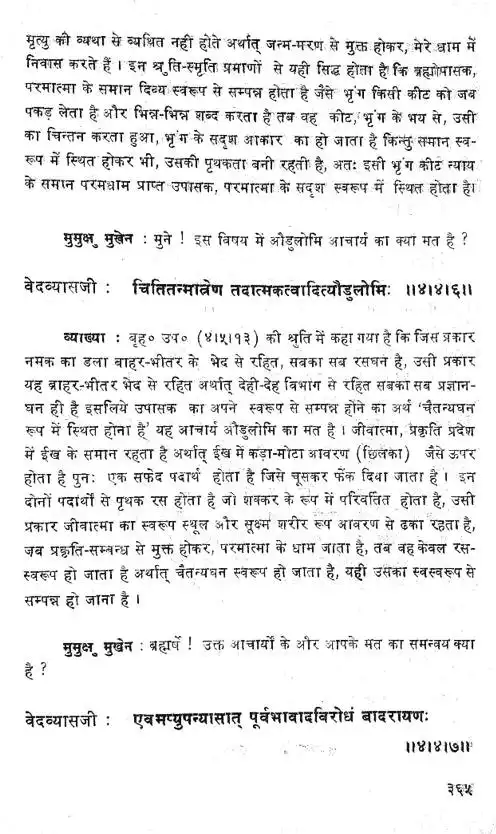 मृत्यु की व्यथा से व्यथित नहीं होते अर्थात् जन्म-मरण से मुक्त होकर, मेरे धाम में
निवास करते हैं । इन श्रुति-स्मृति प्रमाणों से यही सिद्ध होता है कि ब्रह्मोपासक,
परमात्मा के समान दिव्य स्वरूप से सम्पन्न होता है जैसे भृंग किसी कीट को जब
पकड़ लेता है और भिन्न-भिन्न शब्द करता है तब वह कीट, भृंग के भय से, उसी
का चिन्तन करता हुआ, भृंग के सदृश आकार का हो जाता है किन्तु समान स्व-
रूप में स्थित होकर भी, उसकी पृथकता बनी रहती है, अतः इसी भृंग कीट न्याय
के समान परमधाम प्राप्त उपासक, परमात्मा के सदृश स्वरूप में स्थित होता है।
मुमुक्षु मुखेन : मुने ! इस विषय में औडुलोमि आचार्य का क्या मत है ?
वेदव्यासजी : चितितन्मात्रेण तदात्मकत्वादित्यौडुलोमिः ॥४।४।६॥
व्याख्या : बृह० उप० (४।५।१३) की श्रुति में कहा गया है कि जिस प्रकार
नमक का डला बाहर-भीतर के भेद से रहित, सबका सब रसघन है, उसी प्रकार
यह बाहर-भीतर भेद से रहित अर्थात् देही-देह विभाग से रहित सबका सब प्रज्ञान-
घन ही है इसलिये उपासक का अपने स्वरूप से सम्पन्न होने का अर्थ 'चैतन्यघन
रूप में स्थित होना है' यह आचार्य औडुलोमि का मत है । जीवात्मा, प्रकृति प्रदेश
में ईख के समान रहता है अर्थात् ईख में कड़ा-मोटा आवरण (छिलका) जैसे ऊपर
होता है पुनः एक सफेद पदार्थ होता है जिसे चूसकर फेंक दिया जाता है । इन
दोनों पदार्थों से पृथक रस होता है जो शक्कर के रूप में परिवर्तित होता है, उसी
प्रकार जीवात्मा का स्वरूप स्थूल और सूक्ष्म शरीर रूप आवरण से ढका रहता है,
जब प्रकृति-सम्बन्ध से मुक्त होकर, परमात्मा के धाम जाता है, तब वह केवल रस-
स्वरूप हो जाता है अर्थात् चैतन्यघन स्वरूप हो जाता है, यही उसका स्वस्वरूप से
सम्पन्न हो जाना है ।
मुमुक्षु मुखेन : ब्रह्मर्षे ! उक्त आचार्यों के और आपके मत का समन्वय क्या
है ?
वेदव्यासजी : एवमप्युपन्यासात् पूर्वभावादविरोधं बादरायणः
॥४।४।७॥
३६५